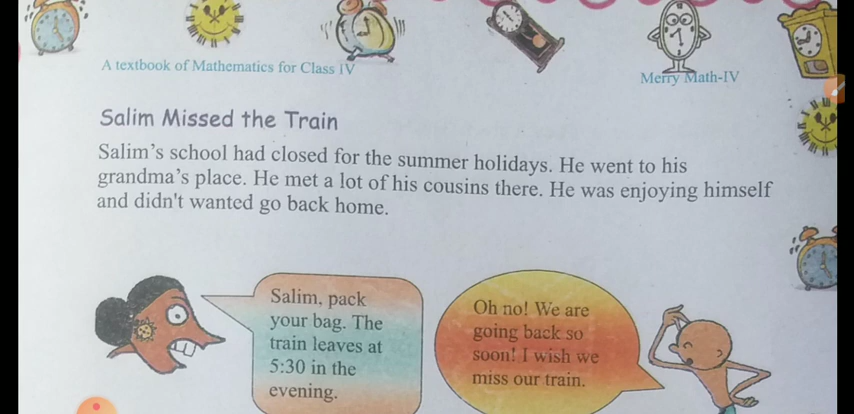 A textbook of Mathematics for Class IV
Merry Math-IV
Salim Missed the Train
Salim's school had closed for the summer holidays. He went to his
grandma's place. He met a lot of his cousins there. He was enjoying himself
and didn't wanted go back home.
Salim, pack
your bag. The
train leaves at
5:30 in the
evening.
Oh no! We are
going back so
soon! I wish we
miss our train.